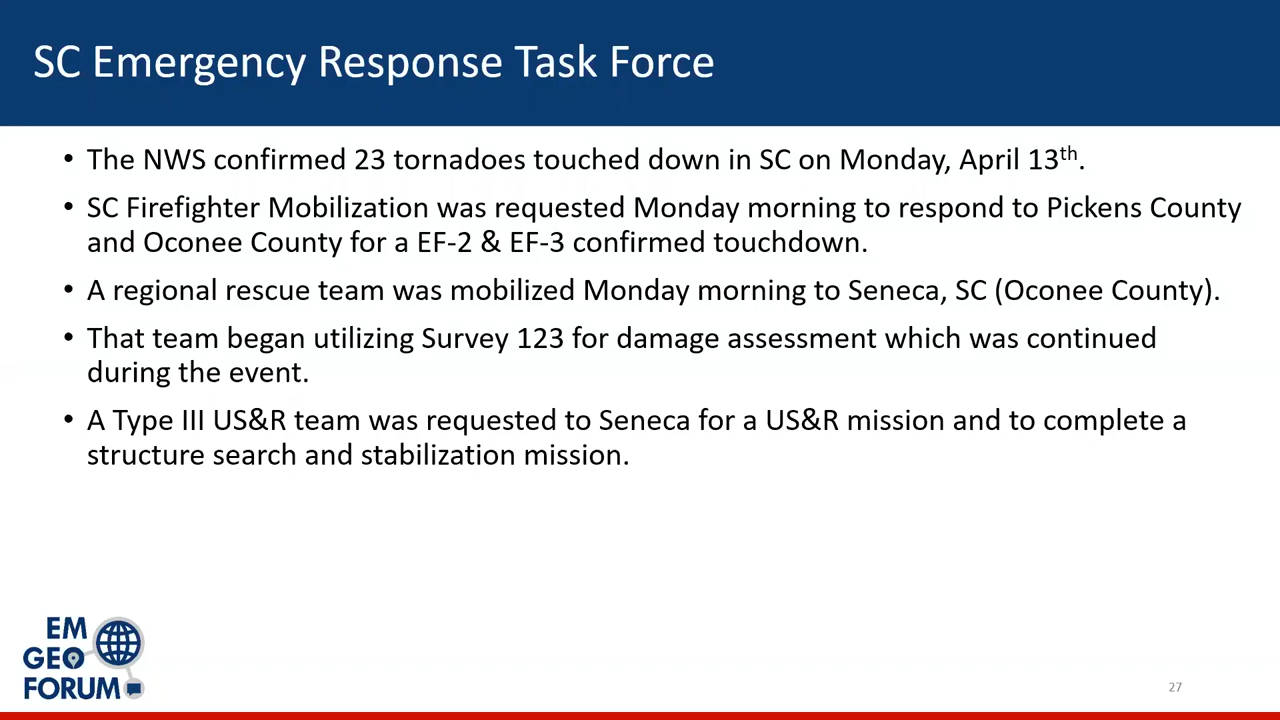 SC Emergency Response Task Force
• The NWS confirmed 23 tornadoes touched down in SC on Monday, April 13th.
• SC Firefighter Mobilization was requested Monday morning to respond to Pickens County
and Oconee County for a EF-2 & EF-3 confirmed touchdown.
• A regional rescue team was mobilized Monday morning to Seneca, SC (Oconee County).
• That team began utilizing Survey 123 for damage assessment which was continued
during the event.
• A Type III US&R team was requested to Seneca for a US&R mission and to complete a
structure search and stabilization mission.
EM
GEO
FORUM
27